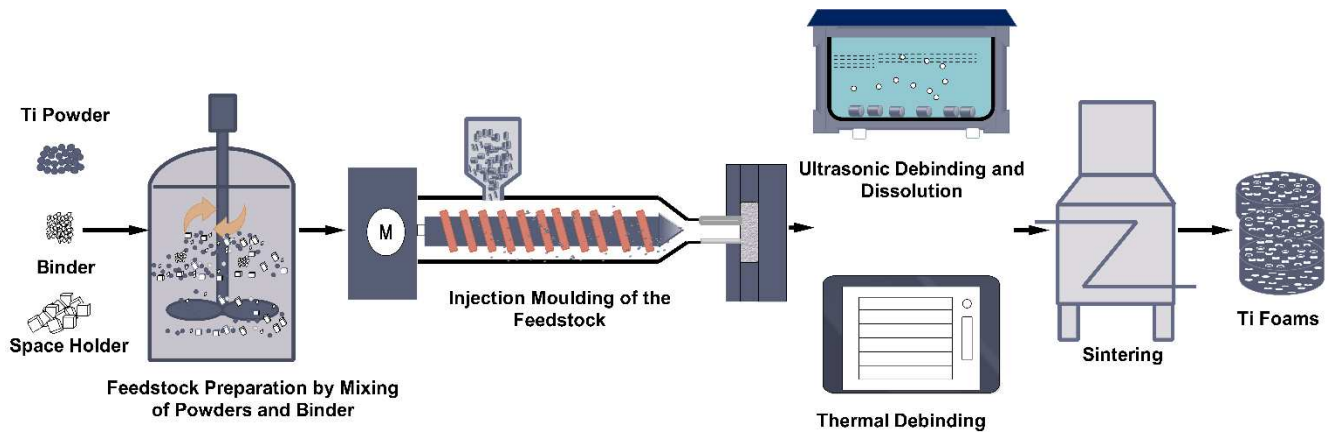 Ti Powder
Binder
Space Holder
Feedstock Preparation by Mixing
of Powders and Binder
M
Injection Moulding of the
Feedstock
Ultrasonic Debinding and
Dissolution
Thermal Debinding
Sintering
Ti Foams